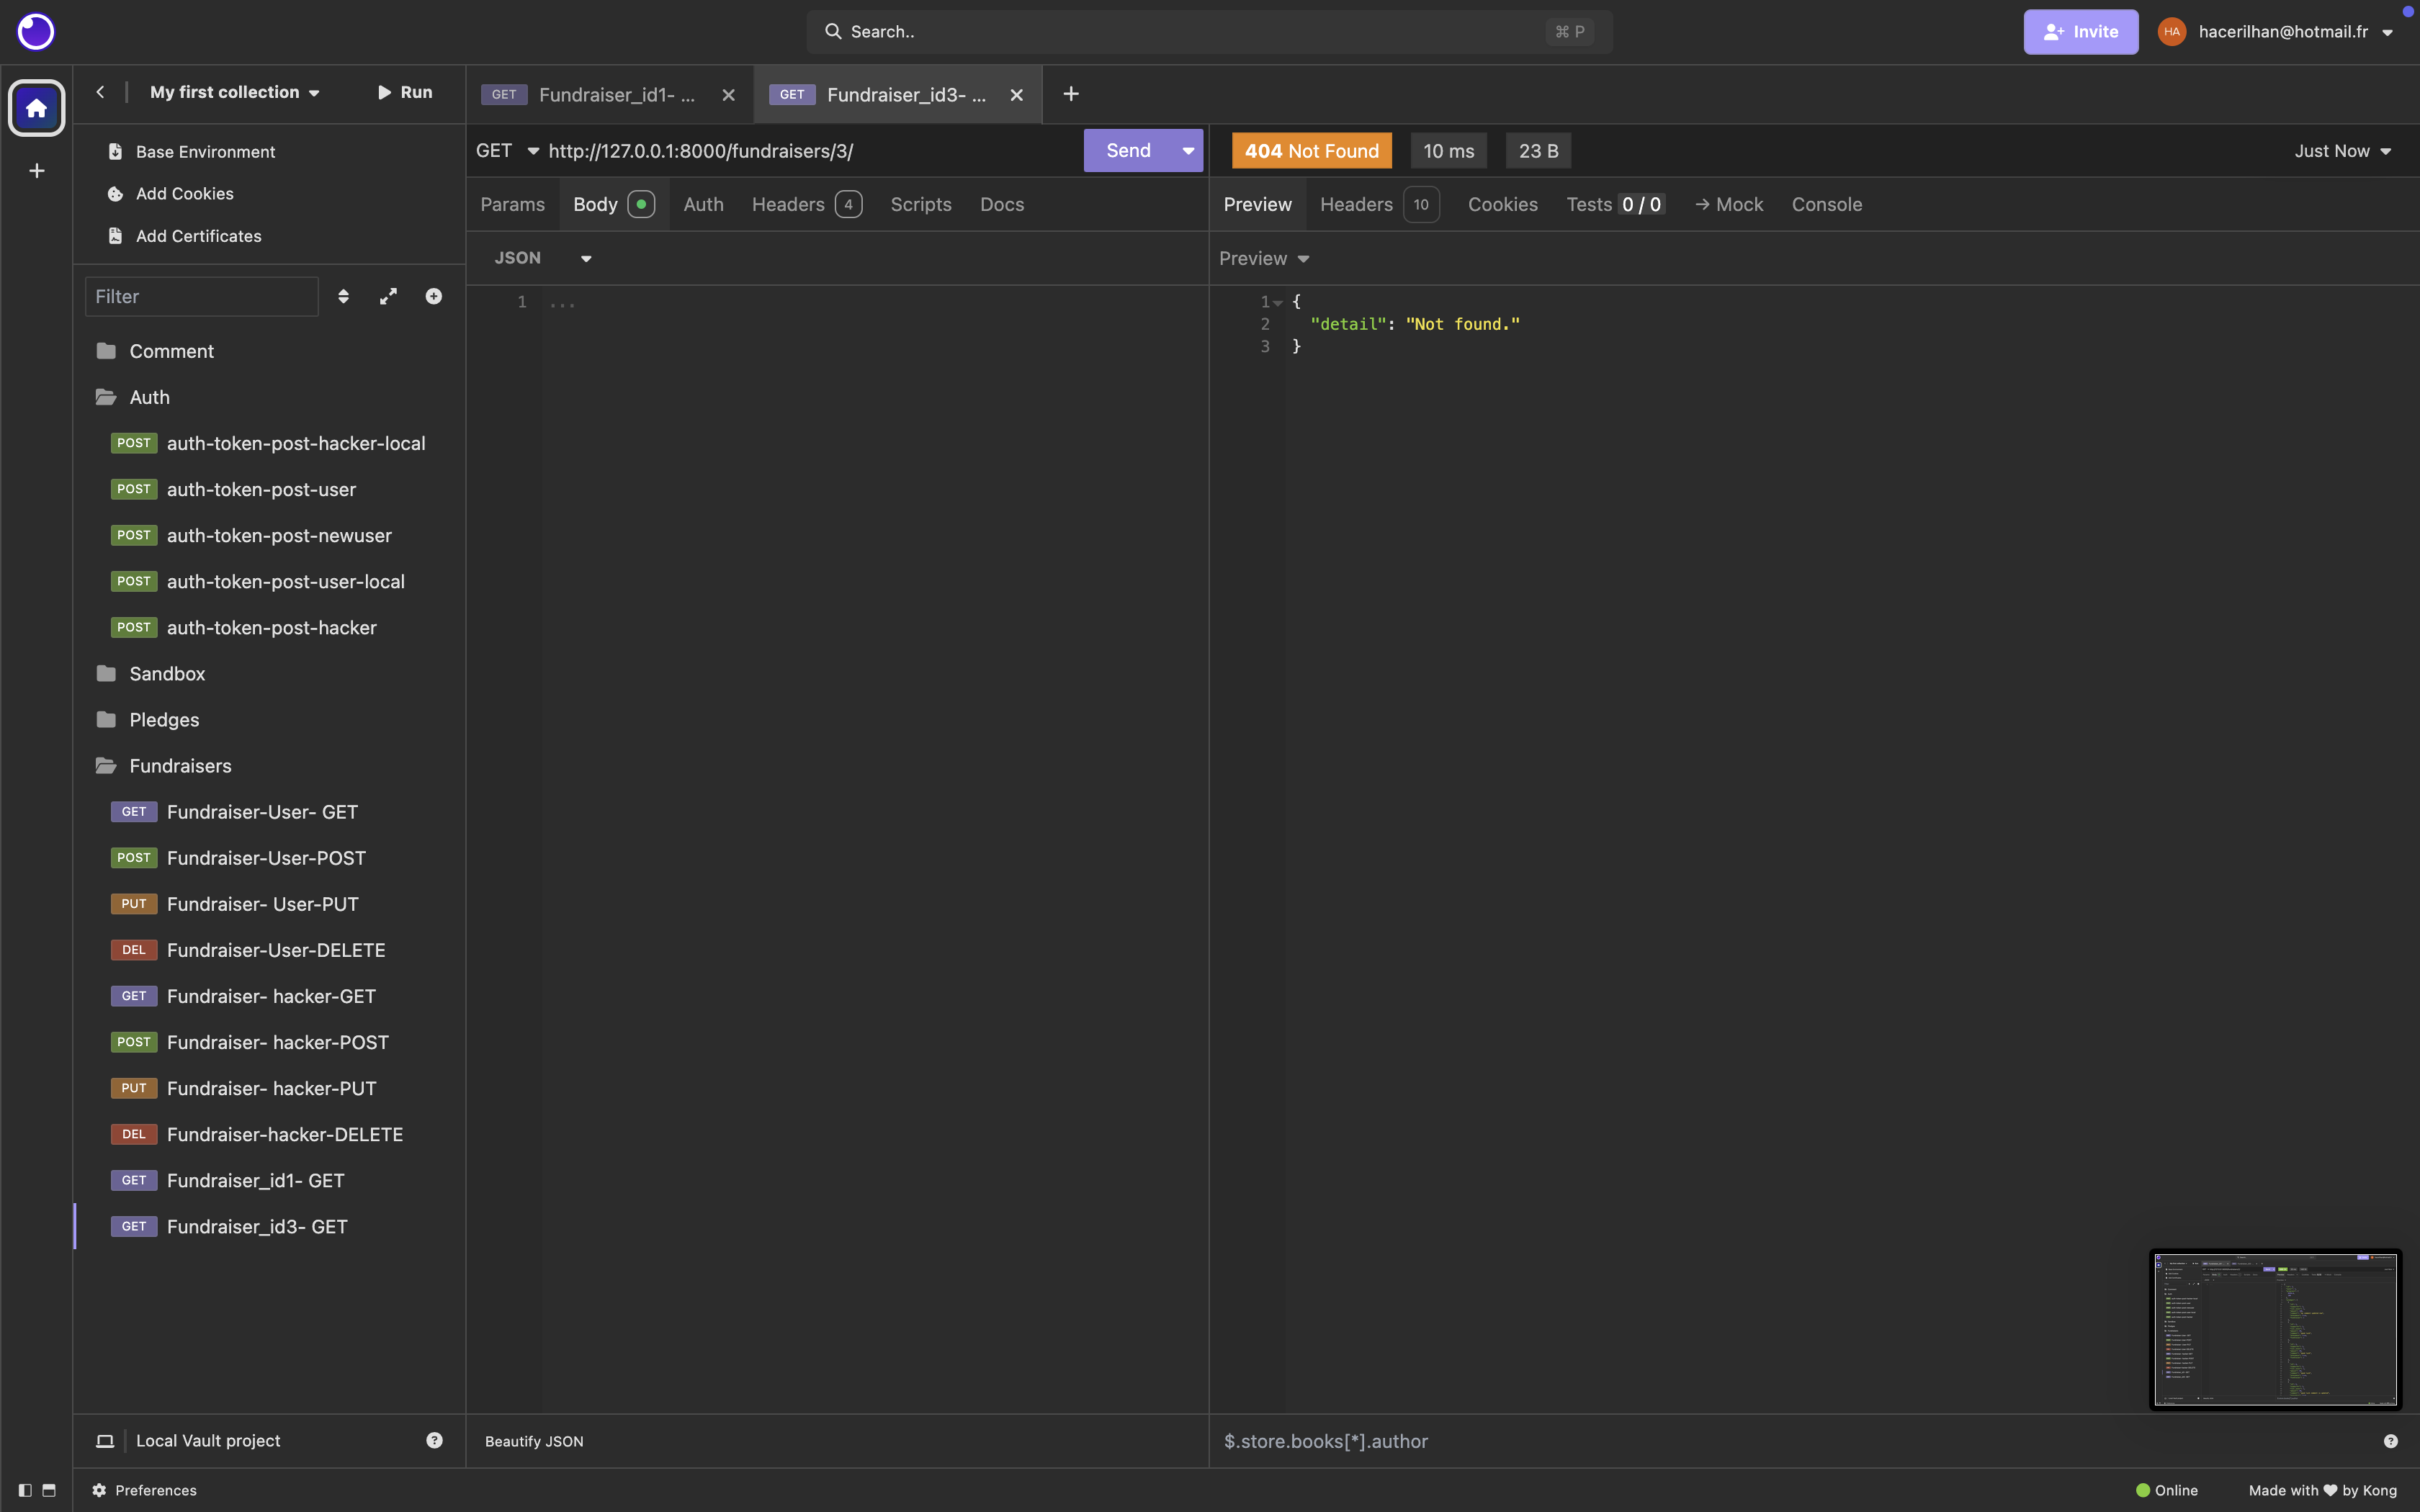 Search..
⌘ P
Invite
HA
hacerilhan@hotmail.fr
My first collection
Run
Base Environment
Add Cookies
Add Certificates
Filter
Comment
Auth
POST auth-token-post-hacker-local
POST auth-token-post-user
POST auth-token-post-newuser
POST auth-token-post-user-local
POST auth-token-post-hacker
Sandbox
Pledges
Fundraisers
GET Fundraiser-User- GET
POST Fundraiser-User-POST
PUT Fundraiser- User-PUT
DEL Fundraiser-User-DELETE
GET Fundraiser- hacker-GET
POST Fundraiser- hacker-POST
PUT Fundraiser- hacker-PUT
DEL Fundraiser-hacker-DELETE
GET Fundraiser_id1- GET
GET Fundraiser_id3- GET
Local Vault project
Preferences
GET Fundraiser_id1- ...
GET Fundraiser_id3- ...
GET http://127.0.0.1:8000/fundraisers/3/
Send
Params Body Auth Headers 4 Scripts Docs
JSON
1 ...
Beautify JSON
404 Not Found 10 ms 23 B Just Now
Preview Headers 10 Cookies Tests 0 / 0 → Mock Console
Preview
1 {
2 "detail": "Not found."
3 }
$.store.books[*].author
Online
Made with ♥ by Kong